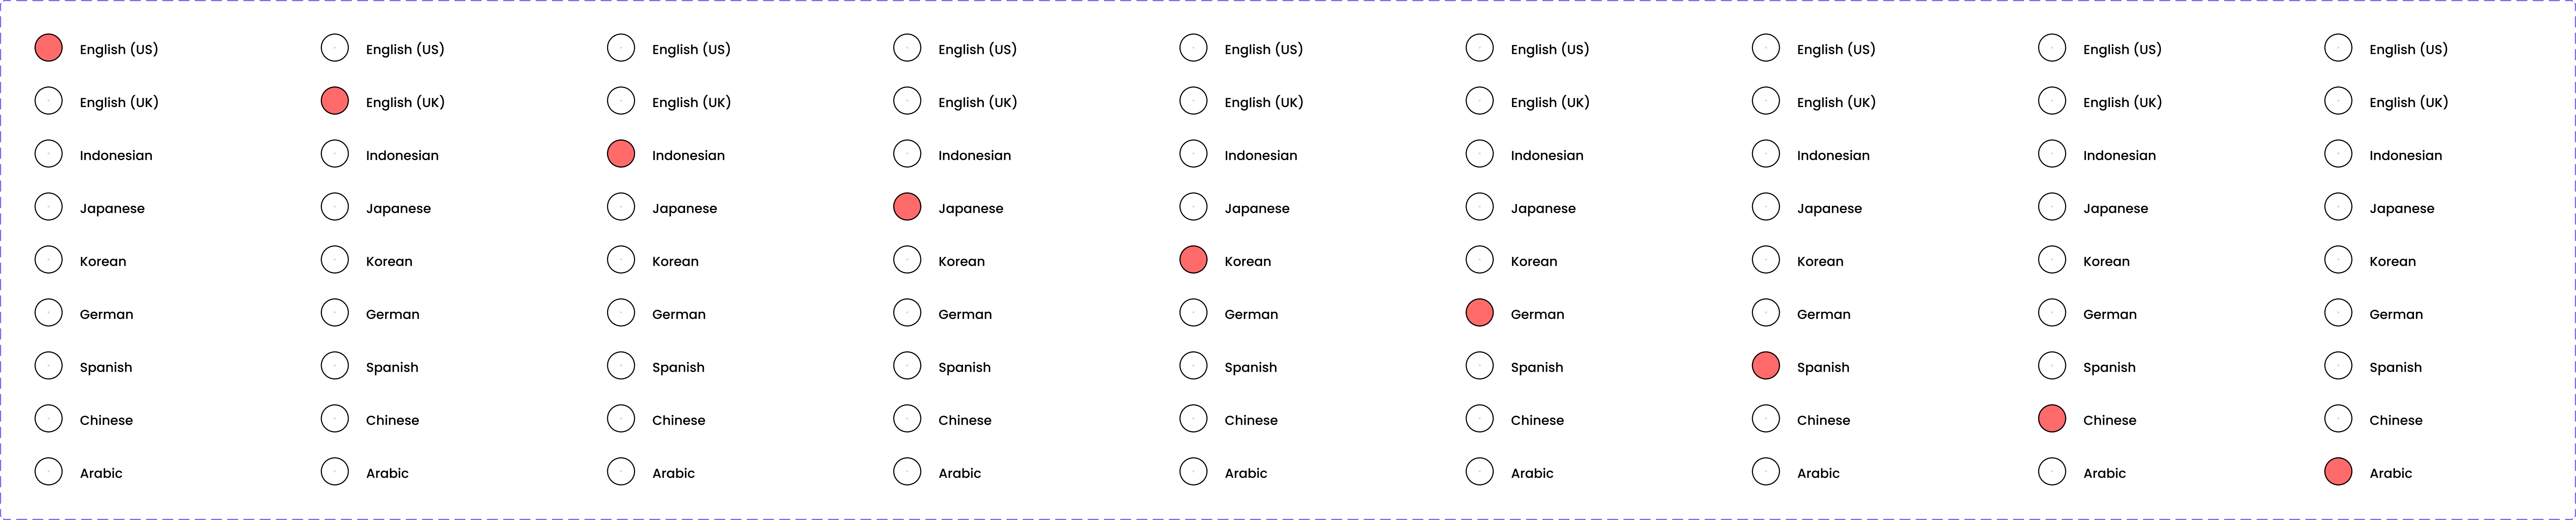 English (US) English (US) English (US) English (US) English (US) English (US) English (US) English (US) English (US)
English (UK) English (UK) English (UK) English (UK) English (UK) English (UK) English (UK) English (UK) English (UK)
Indonesian Indonesian Indonesian Indonesian Indonesian Indonesian Indonesian Indonesian Indonesian
Japanese Japanese Japanese Japanese Japanese Japanese Japanese Japanese Japanese
Korean Korean Korean Korean Korean Korean Korean Korean Korean
German German German German German German German German German
Spanish Spanish Spanish Spanish Spanish Spanish Spanish Spanish Spanish
Chinese Chinese Chinese Chinese Chinese Chinese Chinese Chinese Chinese
Arabic Arabic Arabic Arabic Arabic Arabic Arabic Arabic Arabic